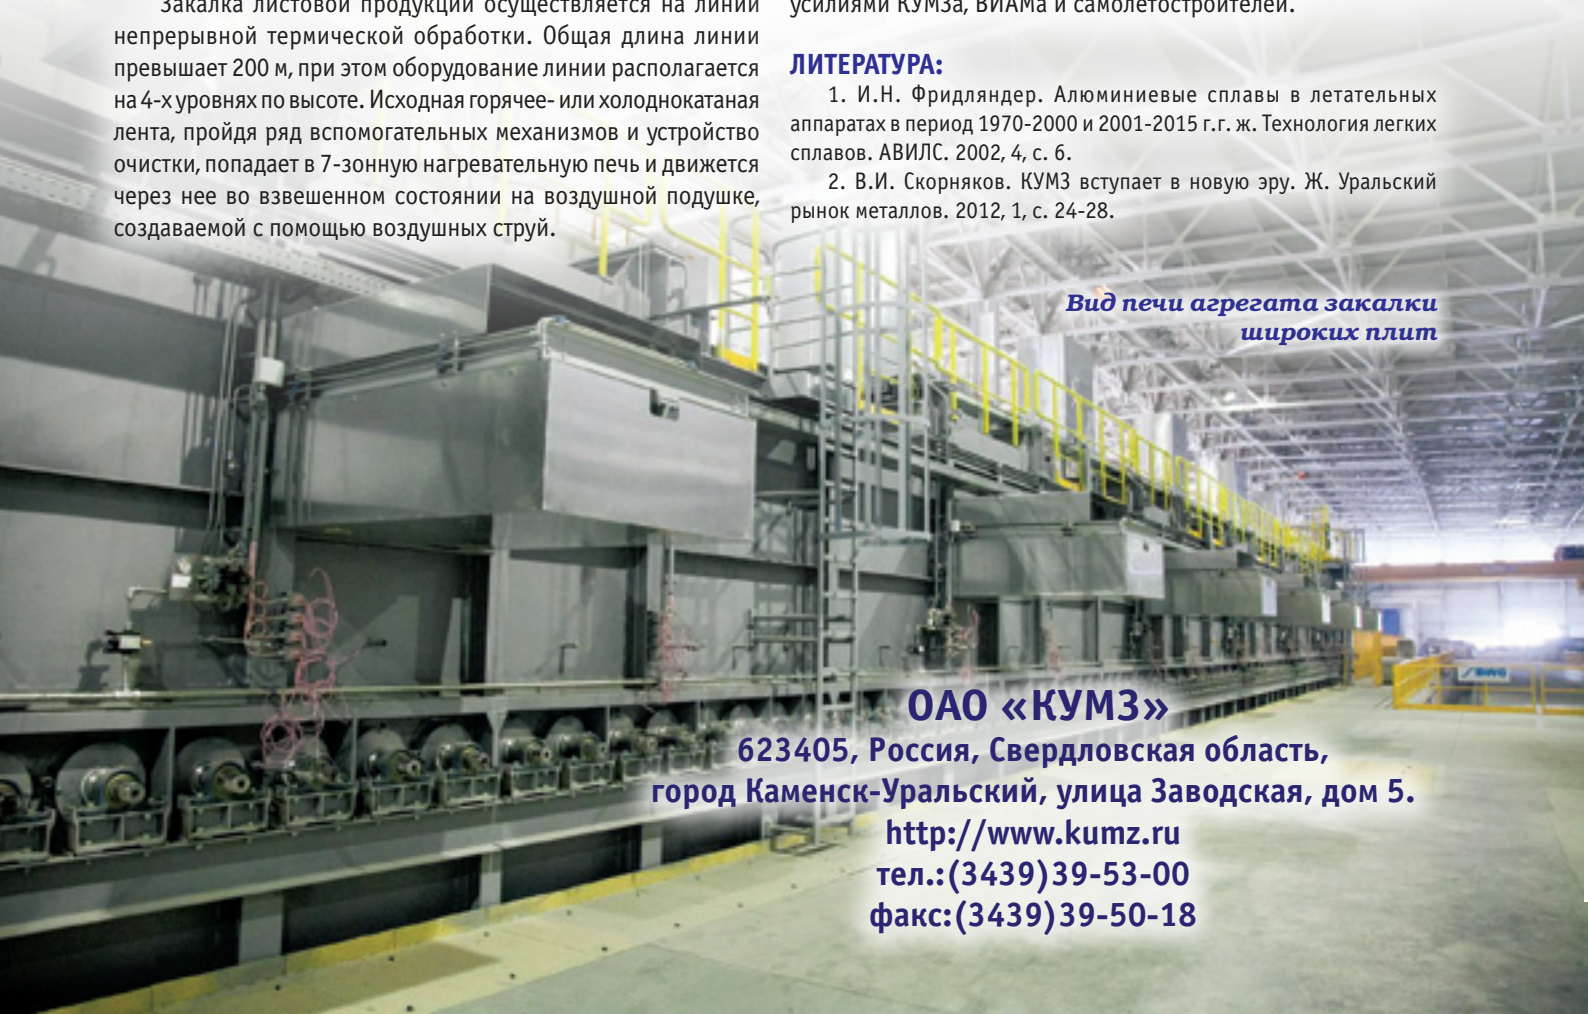 Закалка листовой продукции осуществляется на линии
непрерывной термической обработки. Общая длина линии
превышает 200 м, при этом оборудование линии располагается
на 4-х уровнях по высоте. Исходная горячее- или холоднокатаная
лента, пройдя ряд вспомогательных механизмов и устройство
очистки, попадает в 7-зонную нагревательную печь и движется
через нее во взвешенном состоянии на воздушной подушке,
создаваемой с помощью воздушных струй.
усилиями КУМЗа, ВИАМа и самолетостроителей.
ЛИТЕРАТУРА:
1. И.Н. Фридляндер. Алюминиевые сплавы в летательных
аппаратах в период 1970-2000 и 2001-2015 г.г. ж. Технология легких
сплавов. АВИЛС. 2002, 4, с. 6.
2. В.И. Скорняков. КУМЗ вступает в новую эру. Ж. Уральский
рынок металлов. 2012, 1, с. 24-28.
Вид печи агрегата закалки
широких плит
ОАО «КУМЗ»
623405, Россия, Свердловская область,
город Каменск-Уральский, улица Заводская, дом 5.
http://www.kumz.ru
тел.:(3439)39-53-00
факс:(3439)39-50-18